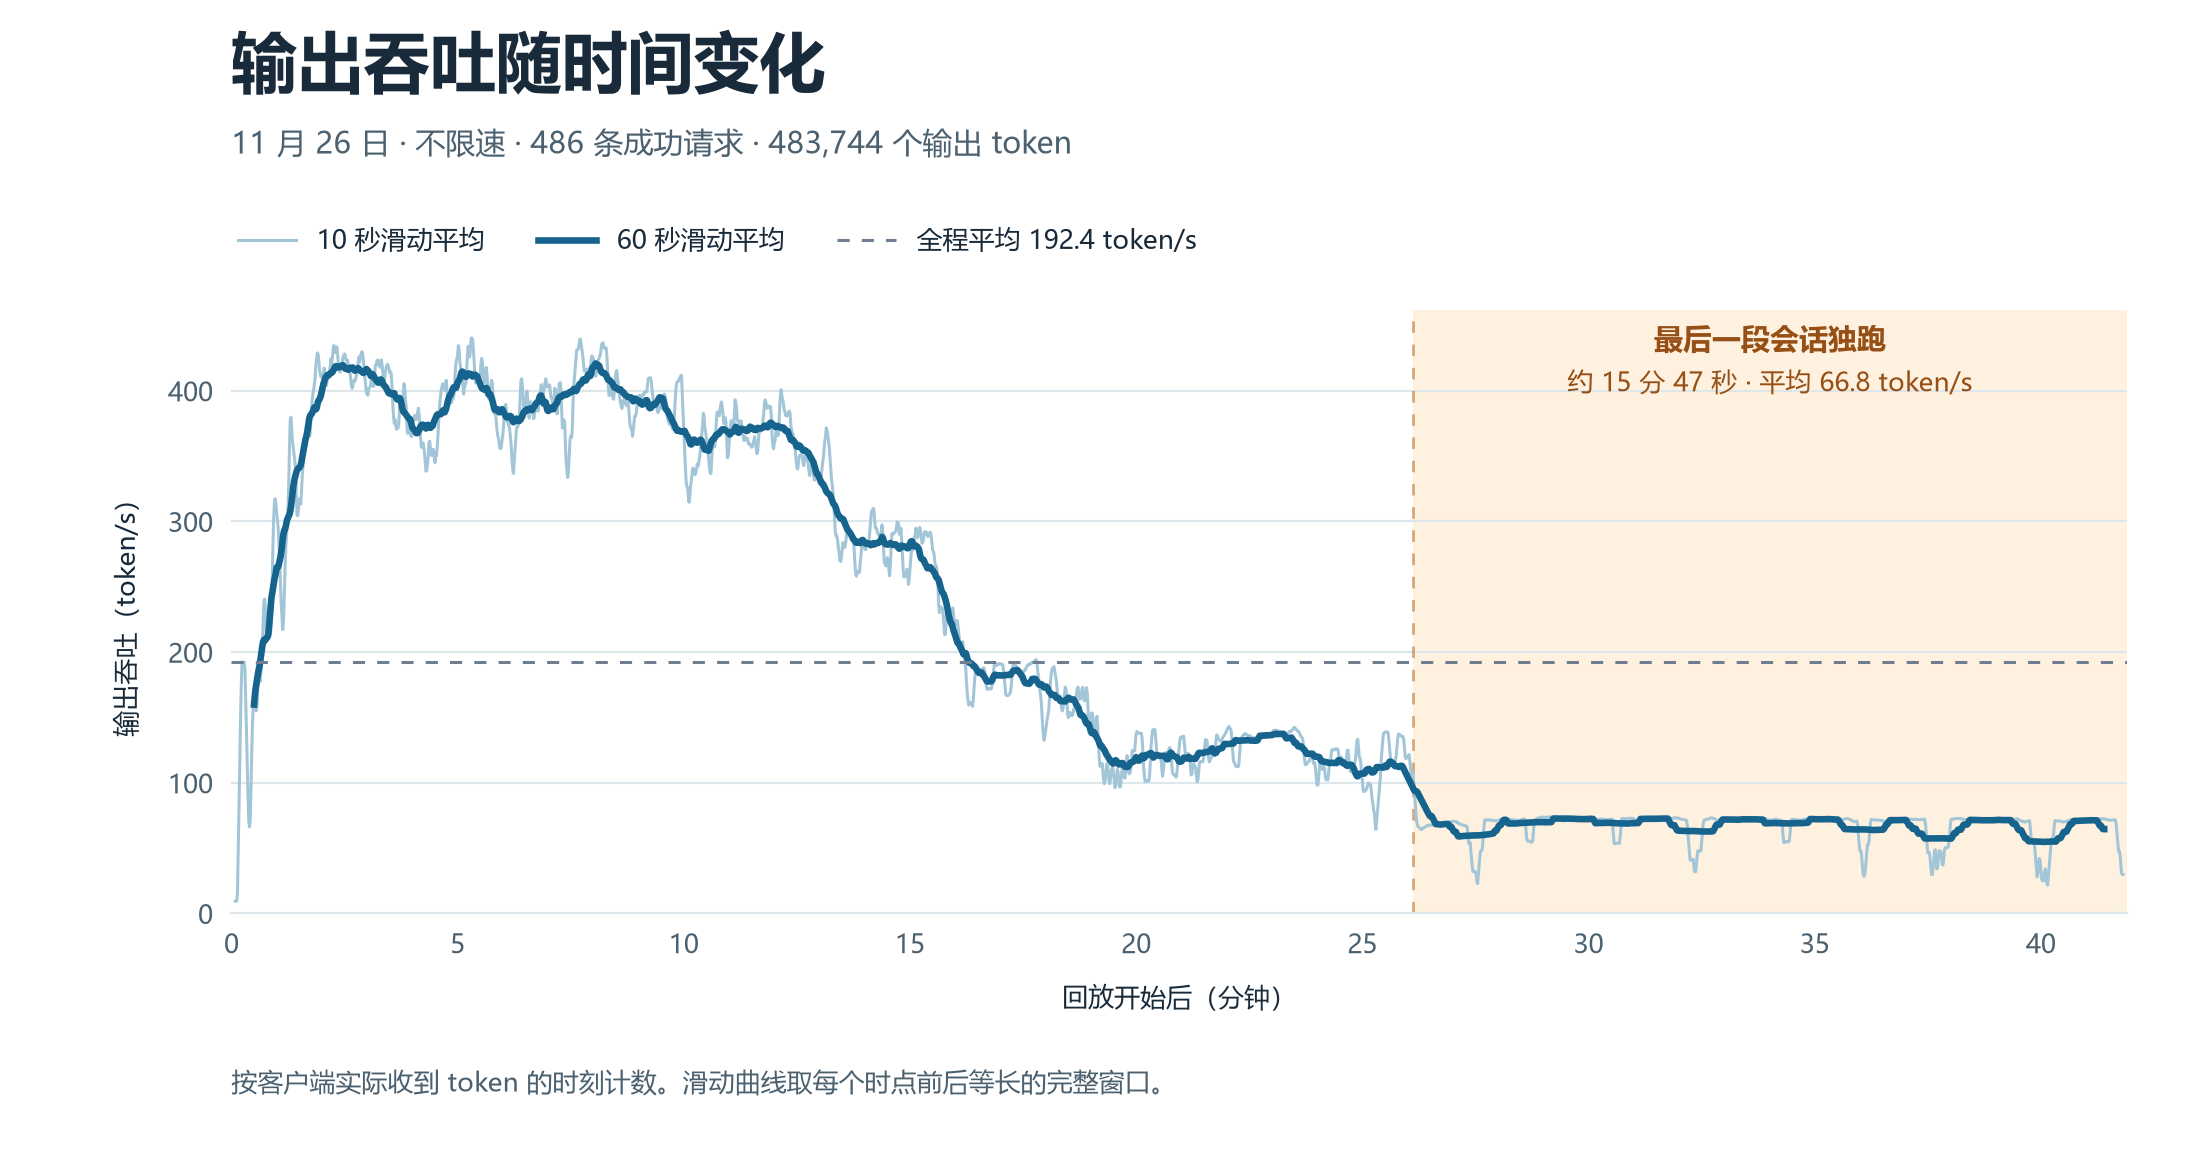 输出吞吐随时间变化
11 月 26 日 · 不限速 · 486 条成功请求 · 483,744 个输出 token
10 秒滑动平均
60 秒滑动平均
全程平均 192.4 token/s
最后一段会话独跑
约 15 分 47 秒 · 平均 66.8 token/s
输出吞吐（token/s）
400
300
200
100
0
0 5 10 15 20 25 30 35 40
回放开始后（分钟）
按客户端实际收到 token 的时刻计数。滑动曲线取每个时点前后等长的完整窗口。